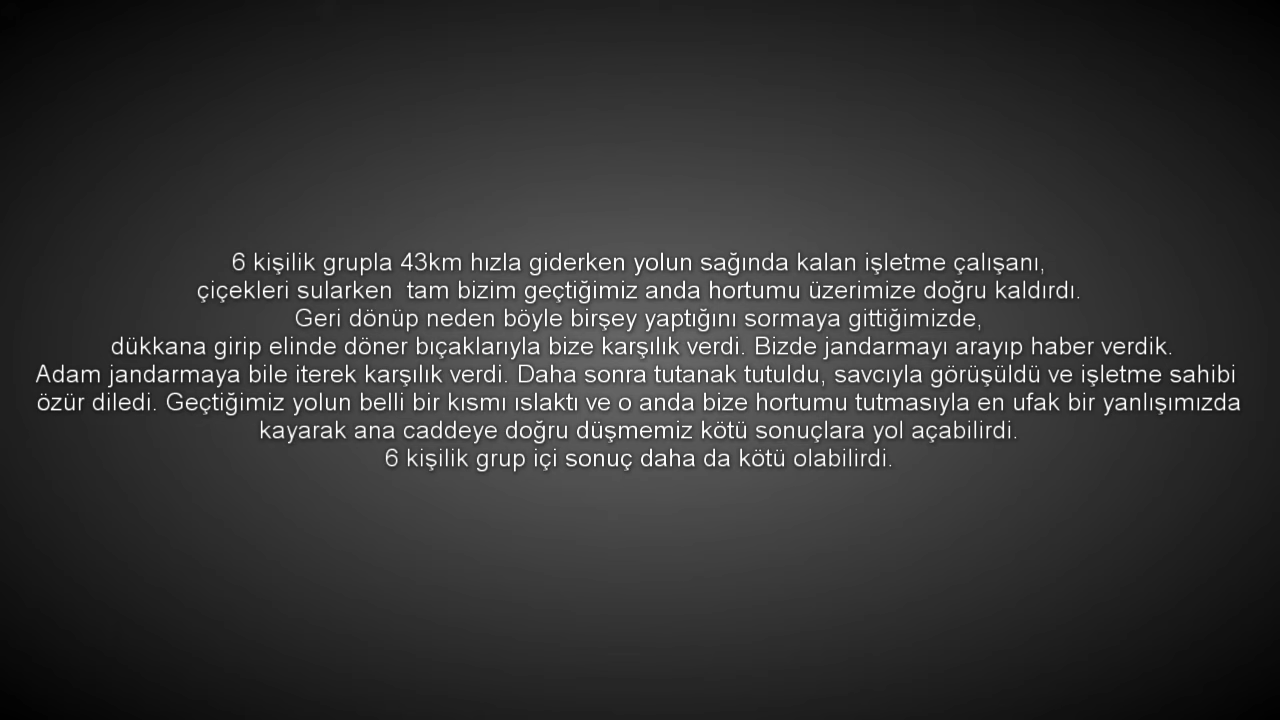 6 kişilik grupla 43km hızla giderken yolun sağında kalan işletme çalışanı,
çiçekleri sularken  tam bizim geçtiğimiz anda hortumu üzerimize doğru kaldırdı.
Geri dönüp neden böyle birşey yaptığını sormaya gittiğimizde,
dükkana girip elinde döner bıçaklarıyla bize karşılık verdi. Bizde jandarmayı arayıp haber verdik.
Adam jandarmaya bile iterek karşılık verdi. Daha sonra tutanak tutuldu, savcıyla görüşüldü ve işletme sahibi
özür diledi. Geçtiğimiz yolun belli bir kısmı ıslaktı ve o anda bize hortumu tutmasıyla en ufak bir yanlışımızda
kayarak ana caddeye doğru düşmemiz kötü sonuçlara yol açabilirdi.
6 kişilik grup içi sonuç daha da kötü olabilirdi.